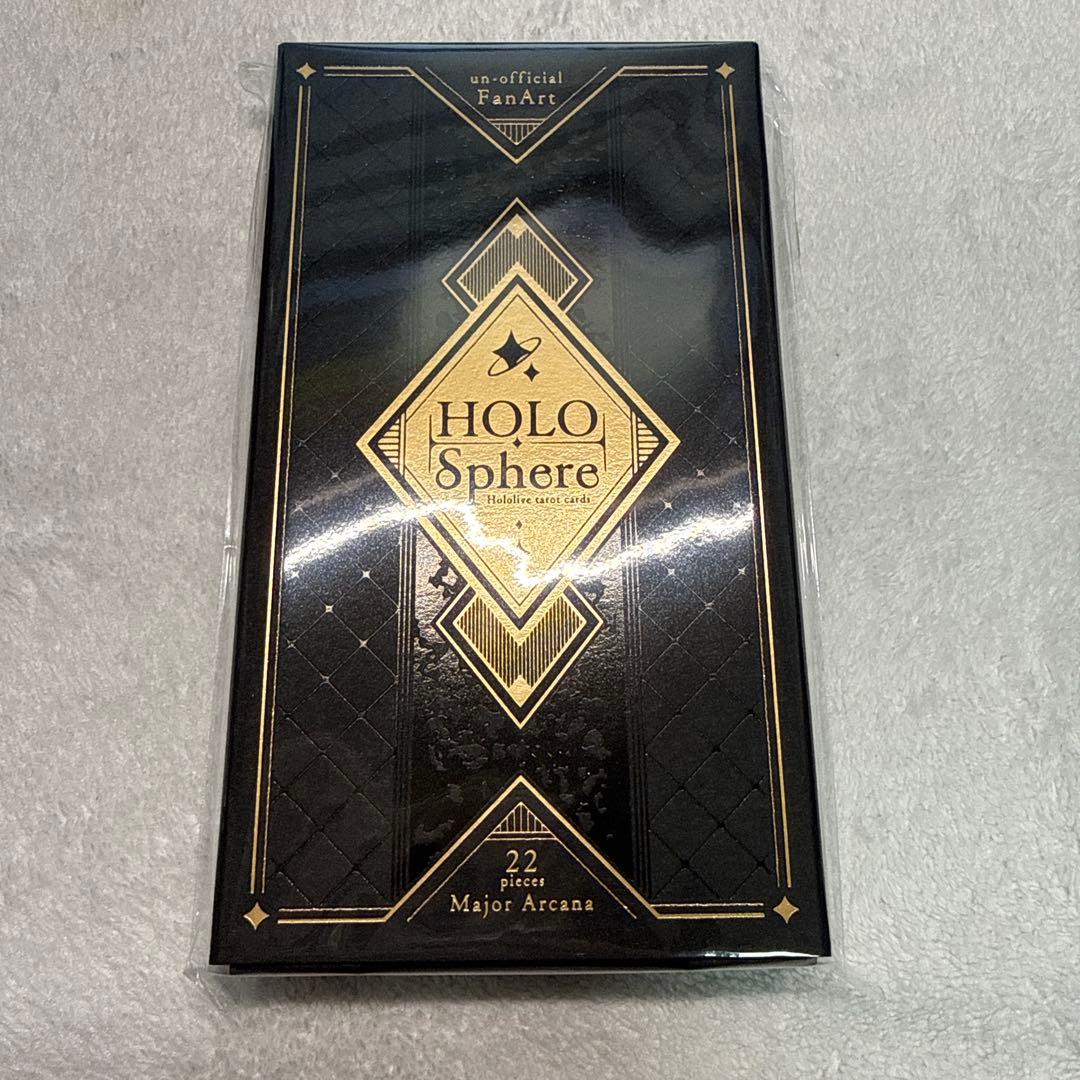 un-official
FanArt
HOLO
Sphere
Hololive tarot cards
22
pieces
Major Arcana